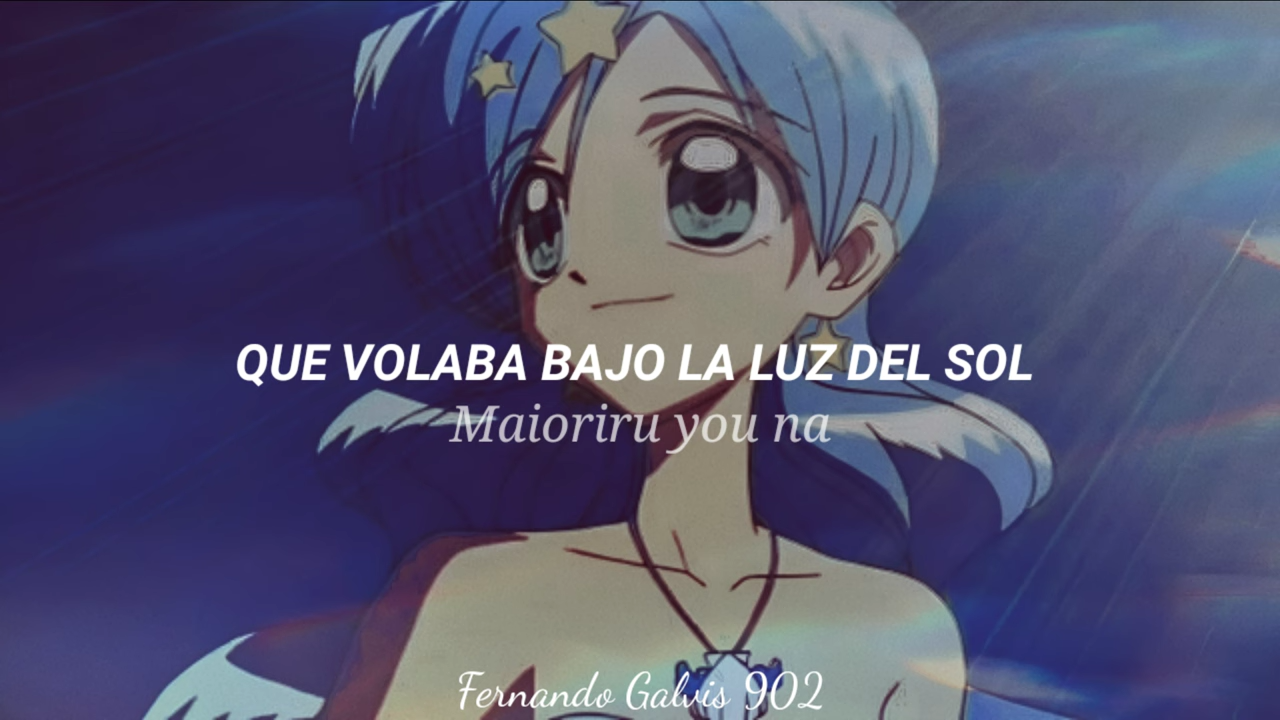 QUE VOLABA BAJO LA LUZ DEL SOL
Maioriru you na
Fernando Galvis 902